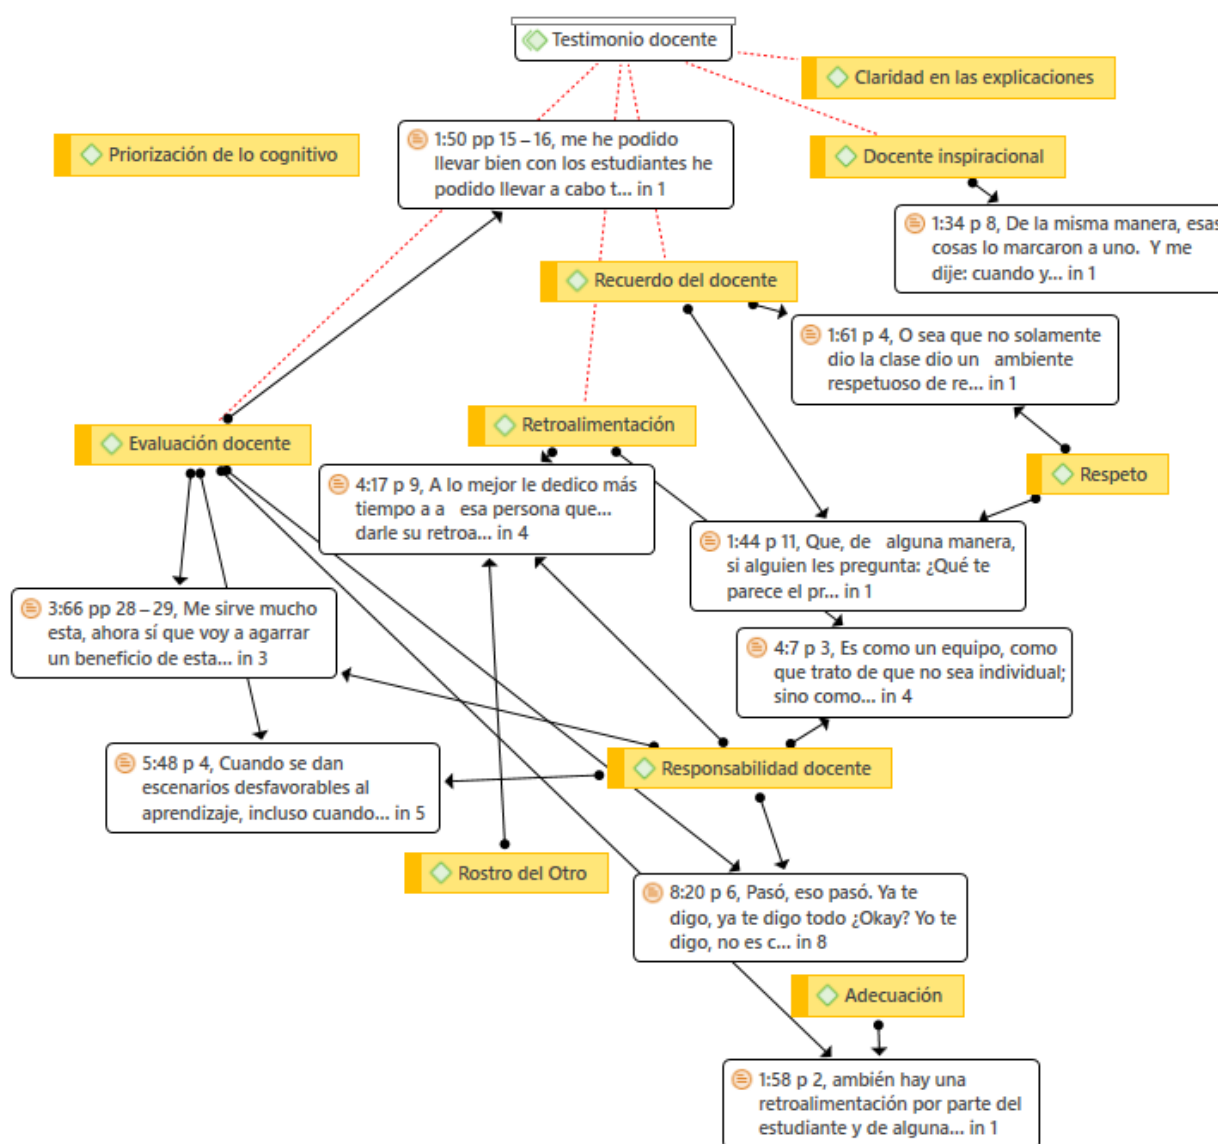 Testimonio docente
Claridad en las explicaciones
Priorización de lo cognitivo
1:50 pp 15 – 16, me he podido
llevar bien con los estudiantes he
podido llevar a cabo t... in 1
Docente inspiracional
1:34 p 8, De la misma manera, esas
cosas lo marcaron a uno. Y me
dije: cuando y... in 1
Recuerdo del docente
1:61 p 4, O sea que no solamente
dio la clase dio un ambiente
respetuoso de re... in 1
Retroalimentación
Evaluación docente
Respeto
4:17 p 9, A lo mejor le dedico más
tiempo a a esa persona que...
darle su retroa... in 4
1:44 p 11, Que, de alguna manera,
si alguien les pregunta: ¿Qué te
parece el pr... in 1
3:66 pp 28 – 29, Me sirve mucho
esta, ahora sí que voy a agarrar
un beneficio de esta... in 3
4:7 p 3, Es como un equipo, como
que trato de que no sea individual;
sino como... in 4
5:48 p 4, Cuando se dan
escenarios desfavorables al
aprendizaje, incluso cuando... in 5
Responsabilidad docente
Rostro del Otro
8:20 p 6, Pasó, eso pasó. Ya te
digo, ya te digo todo ¿Okay? Yo te
digo, no es c... in 8
Adecuación
1:58 p 2, ambién hay una
retroalimentación por parte del
estudiante y de alguna... in 1